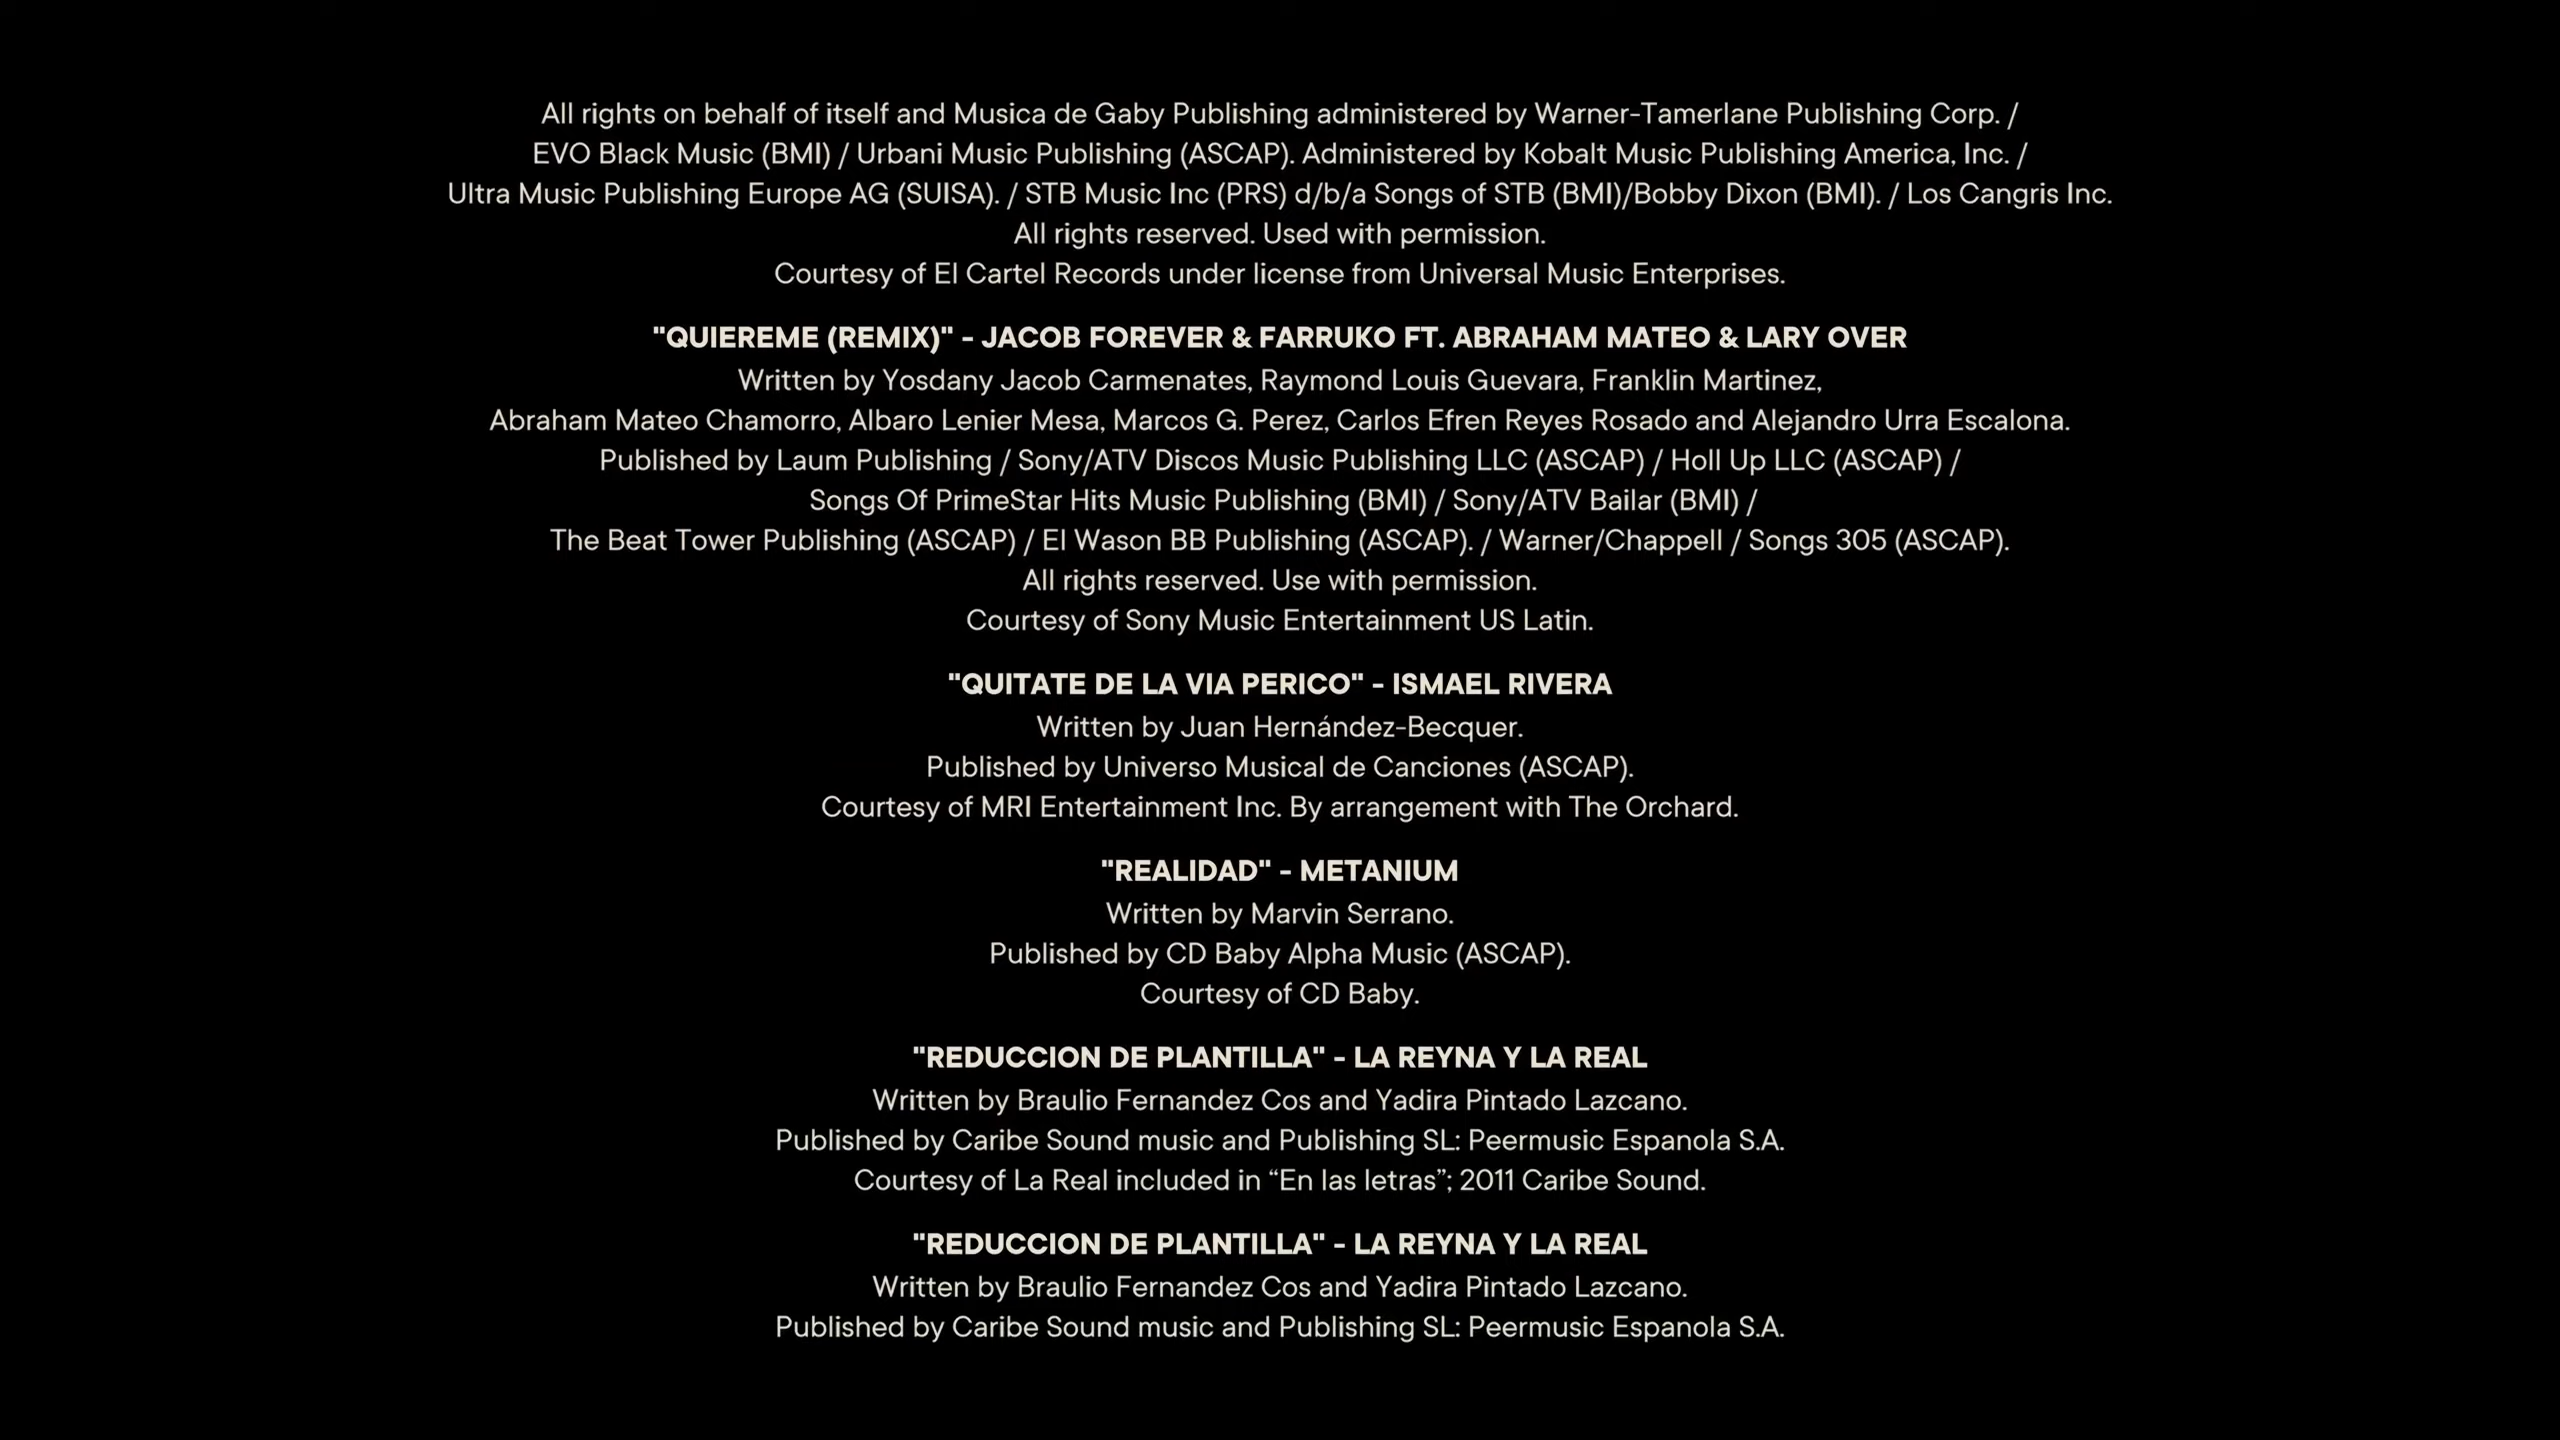 All rights on behalf of itself and Musica de Gaby Publishing administered by Warner-Tamerlane Publishing Corp. /
EVO Black Music (BMI) / Urbani Music Publishing (ASCAP). Administered by Kobalt Music Publishing America, Inc. /
Ultra Music Publishing Europe AG (SUISA). / STB Music Inc (PRS) d/b/a Songs of STB (BMI)/Bobby Dixon (BMI). / Los Cangris Inc.
All rights reserved. Used with permission.
Courtesy of El Cartel Records under license from Universal Music Enterprises.
"QUIEREME (REMIX)" - JACOB FOREVER & FARRUKO FT. ABRAHAM MATEO & LARY OVER
Written by Yosdany Jacob Carmenates, Raymond Louis Guevara, Franklin Martinez,
Abraham Mateo Chamorro, Albaro Lenier Mesa, Marcos G. Perez, Carlos Efren Reyes Rosado and Alejandro Urra Escalona.
Published by Laum Publishing / Sony/ATV Discos Music Publishing LLC (ASCAP) / Holl Up LLC (ASCAP) /
Songs Of PrimeStar Hits Music Publishing (BMI) / Sony/ATV Bailar (BMI) /
The Beat Tower Publishing (ASCAP) / El Wason BB Publishing (ASCAP). / Warner/Chappell / Songs 305 (ASCAP).
All rights reserved. Use with permission.
Courtesy of Sony Music Entertainment US Latin.
"QUITATE DE LA VIA PERICO" - ISMAEL RIVERA
Written by Juan Hernández-Becquer.
Published by Universo Musical de Canciones (ASCAP).
Courtesy of MRI Entertainment Inc. By arrangement with The Orchard.
"REALIDAD" - METANIUM
Written by Marvin Serrano.
Published by CD Baby Alpha Music (ASCAP).
Courtesy of CD Baby.
"REDUCCION DE PLANTILLA" - LA REYNA Y LA REAL
Written by Braulio Fernandez Cos and Yadira Pintado Lazcano.
Published by Caribe Sound music and Publishing SL: Peermusic Espanola S.A.
Courtesy of La Real included in “En las letras”; 2011 Caribe Sound.
"REDUCCION DE PLANTILLA" - LA REYNA Y LA REAL
Written by Braulio Fernandez Cos and Yadira Pintado Lazcano.
Published by Caribe Sound music and Publishing SL: Peermusic Espanola S.A.